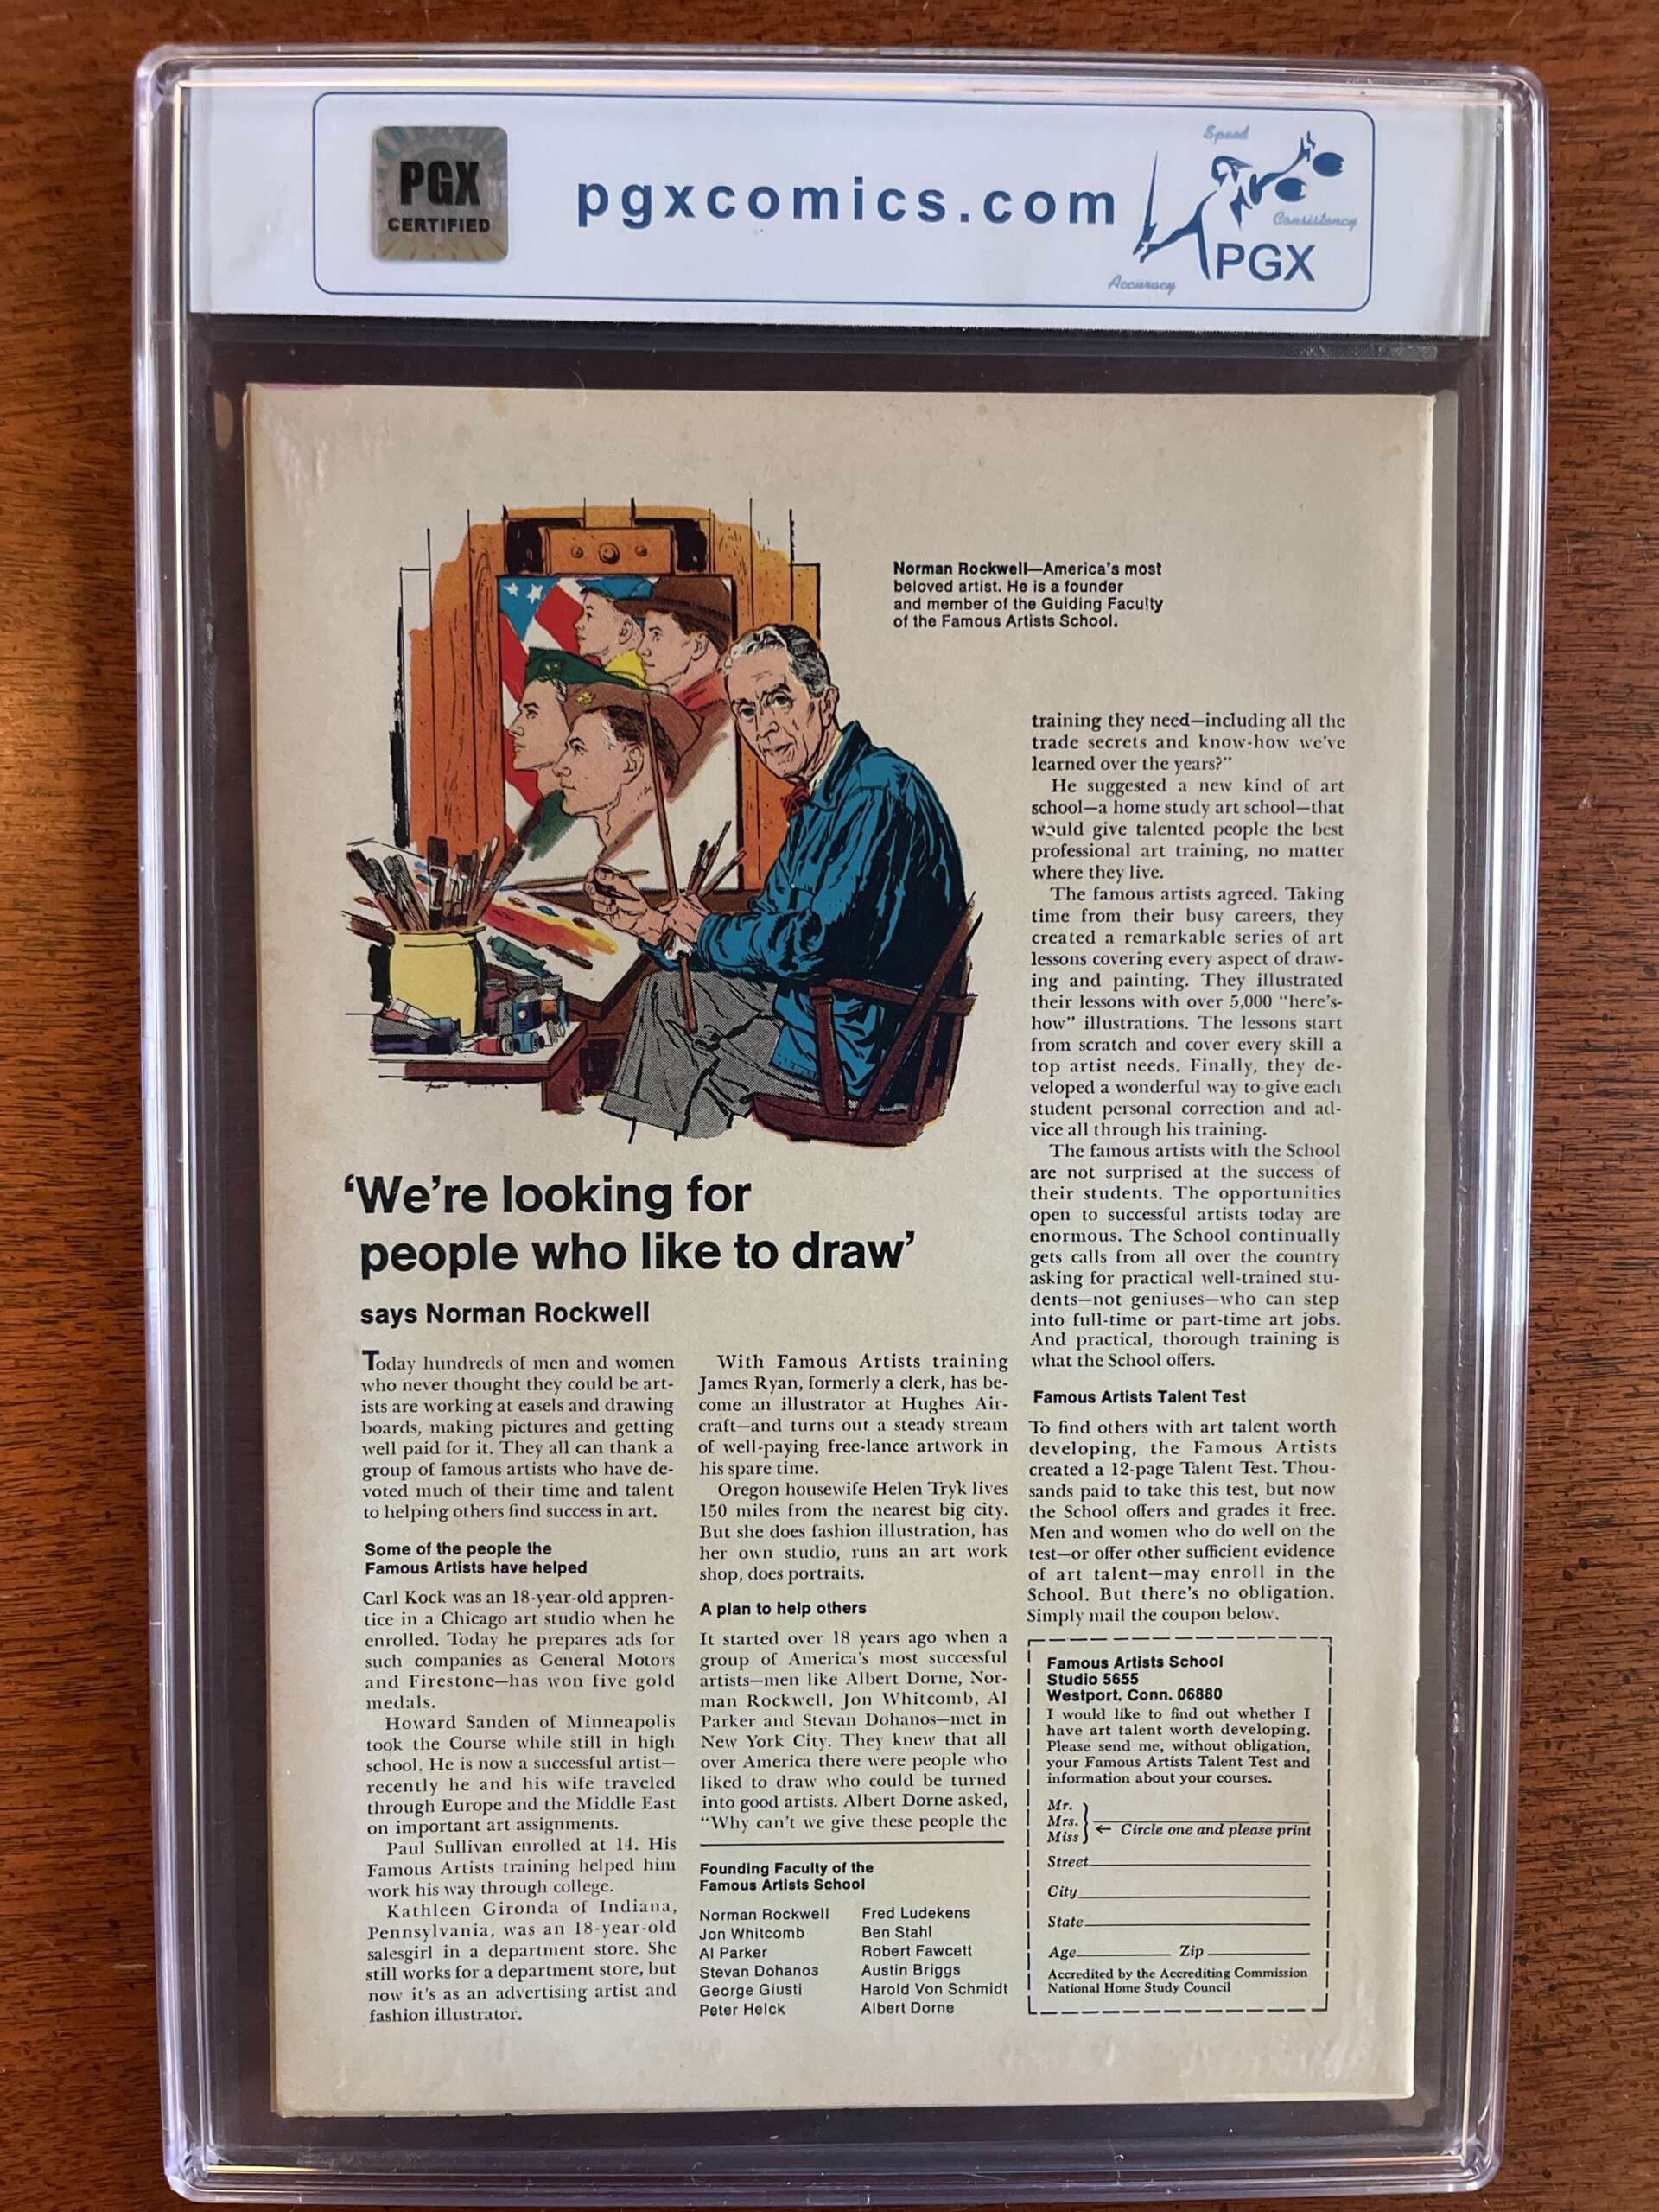 PGX
CERTIFIED
pgxcomics.com
Speed
Consistency
Accuracy
PGX
Norman Rockwell—America's most
beloved artist. He is a founder
and member of the Guiding Faculty
of the Famous Artists School.
'We're looking for
people who like to draw'
says Norman Rockwell
Today hundreds of men and women
who never thought they could be art-
ists are working at easels and drawing
boards, making pictures and getting
well paid for it. They all can thank a
group of famous artists who have de-
voted much of their time and talent
to helping others find success in art.
Some of the people the
Famous Artists have helped
Carl Kock was an 18-year-old appren-
tice in a Chicago art studio when he
enrolled. Today he prepares ads for
such companies as General Motors
and Firestone—has won five gold
medals.
Howard Sanden of Minneapolis
took the Course while still in high
school. He is now a successful artist—
recently he and his wife traveled
through Europe and the Middle East
on important art assignments.
Paul Sullivan enrolled at 14. His
Famous Artists training helped him
work his way through college.
Kathleen Gironda of Indiana,
Pennsylvania, was an 18-year-old
salesgirl in a department store. She
still works for a department store, but
now it's as an advertising artist and
fashion illustrator.
With Famous Artists training
James Ryan, formerly a clerk, has be-
come an illustrator at Hughes Air-
craft—and turns out a steady stream
of well-paying free-lance artwork in
his spare time.
Oregon housewife Helen Tryk lives
150 miles from the nearest big city.
But she does fashion illustration, has
her own studio, runs an art work
shop, does portraits.
A plan to help others
It started over 18 years ago when a
group of America's most successful
artists—men like Albert Dorne, Nor-
man Rockwell, Jon Whitcomb, Al
Parker and Stevan Dohanos—met in
New York City. They knew that all
over America there were people who
liked to draw who could be turned
into good artists. Albert Dorne asked,
"Why can't we give these people the
Founding Faculty of the
Famous Artists School
Norman Rockwell
Jon Whitcomb
Al Parker
Stevan Dohanos
George Giusti
Peter Helck
Fred Ludekens
Ben Stahl
Robert Fawcett
Austin Briggs
Harold Von Schmidt
Albert Dorne
training they need—including all the
trade secrets and know-how we've
learned over the years?"
He suggested a new kind of art
school—a home study art school—that
would give talented people the best
professional art training, no matter
where they live.
The famous artists agreed. Taking
time from their busy careers, they
created a remarkable series of art
lessons covering every aspect of draw-
ing and painting. They illustrated
their lessons with over 5,000 "here's-
how" illustrations. The lessons start
from scratch and cover every skill a
top artist needs. Finally, they de-
veloped a wonderful way to give each
student personal correction and ad-
vice all through his training.
The famous artists with the School
are not surprised at the success of
their students. The opportunities
open to successful artists today are
enormous. The School continually
gets calls from all over the country
asking for practical well-trained stu-
dents—not geniuses—who can step
into full-time or part-time art jobs.
And practical, thorough training is
what the School offers.
Famous Artists Talent Test
To find others with art talent worth
developing, the Famous Artists
created a 12-page Talent Test. Thou-
sands paid to take this test, but now
the School offers and grades it free.
Men and women who do well on the
test—or offer other sufficient evidence
of art talent—may enroll in the
School. But there's no obligation.
Simply mail the coupon below.
Famous Artists School
Studio 5655
Westport, Conn. 06880
I would like to find out whether I
have art talent worth developing.
Please send me, without obligation,
your Famous Artists Talent Test and
information about your courses.
Mr.
Mrs.
Miss
← Circle one and please print
Street
City
State
Age Zip
Accredited by the Accrediting Commission
National Home Study Council